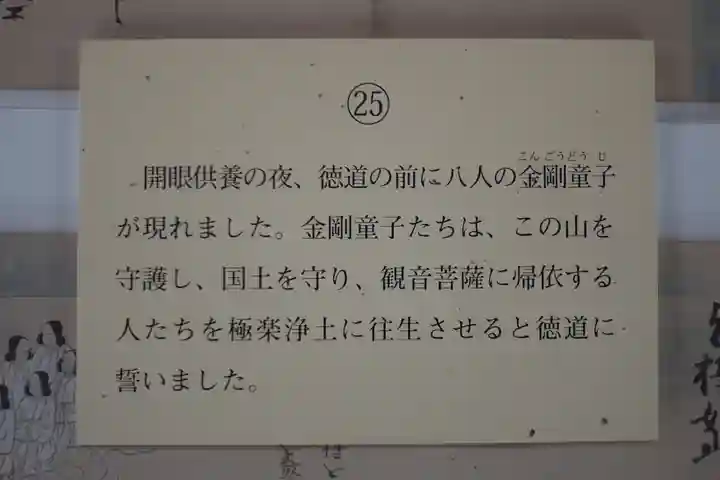 ㉕
開眼供養の夜、徳道の前に八人の金剛童子
こんごうどうじ
が現れました。金剛童子たちは、この山を
守護し、国土を守り、観音菩薩に帰依する
人たちを極楽浄土に往生させると徳道に
誓いました。